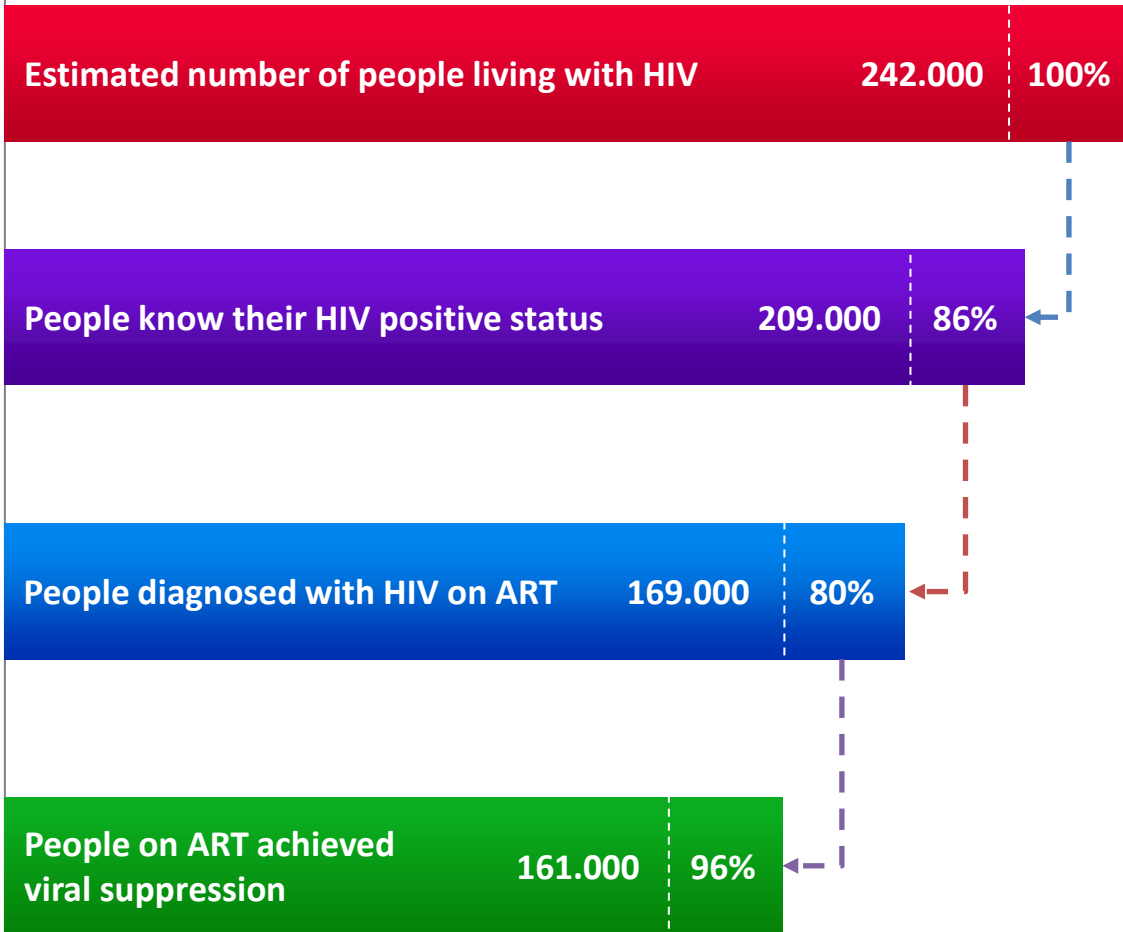 Estimated number of people living with HIV 242.000 100%
People know their HIV positive status 209.000 86%
People diagnosed with HIV on ART 169.000 80%
People on ART achieved
viral suppression 161.000 96%